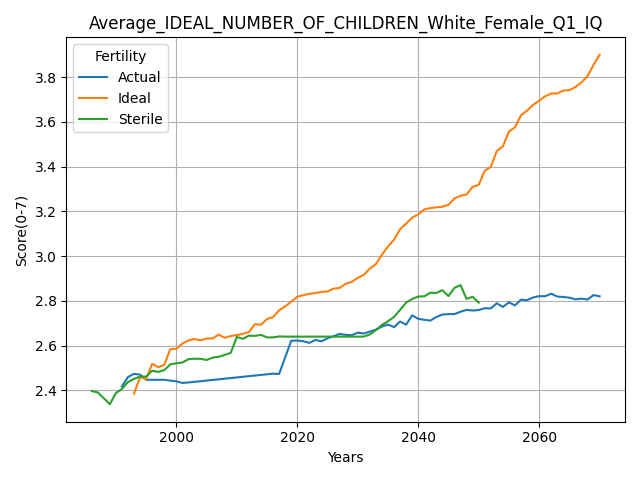 Average_IDEAL_NUMBER_OF_CHILDREN_White_Female_Q1_IQ
Fertility
Actual
Ideal
Sterile
Score(0-7)
3.8
3.6
3.4
3.2
3.0
2.8
2.6
2.4
2000
2020
2040
2060
Years